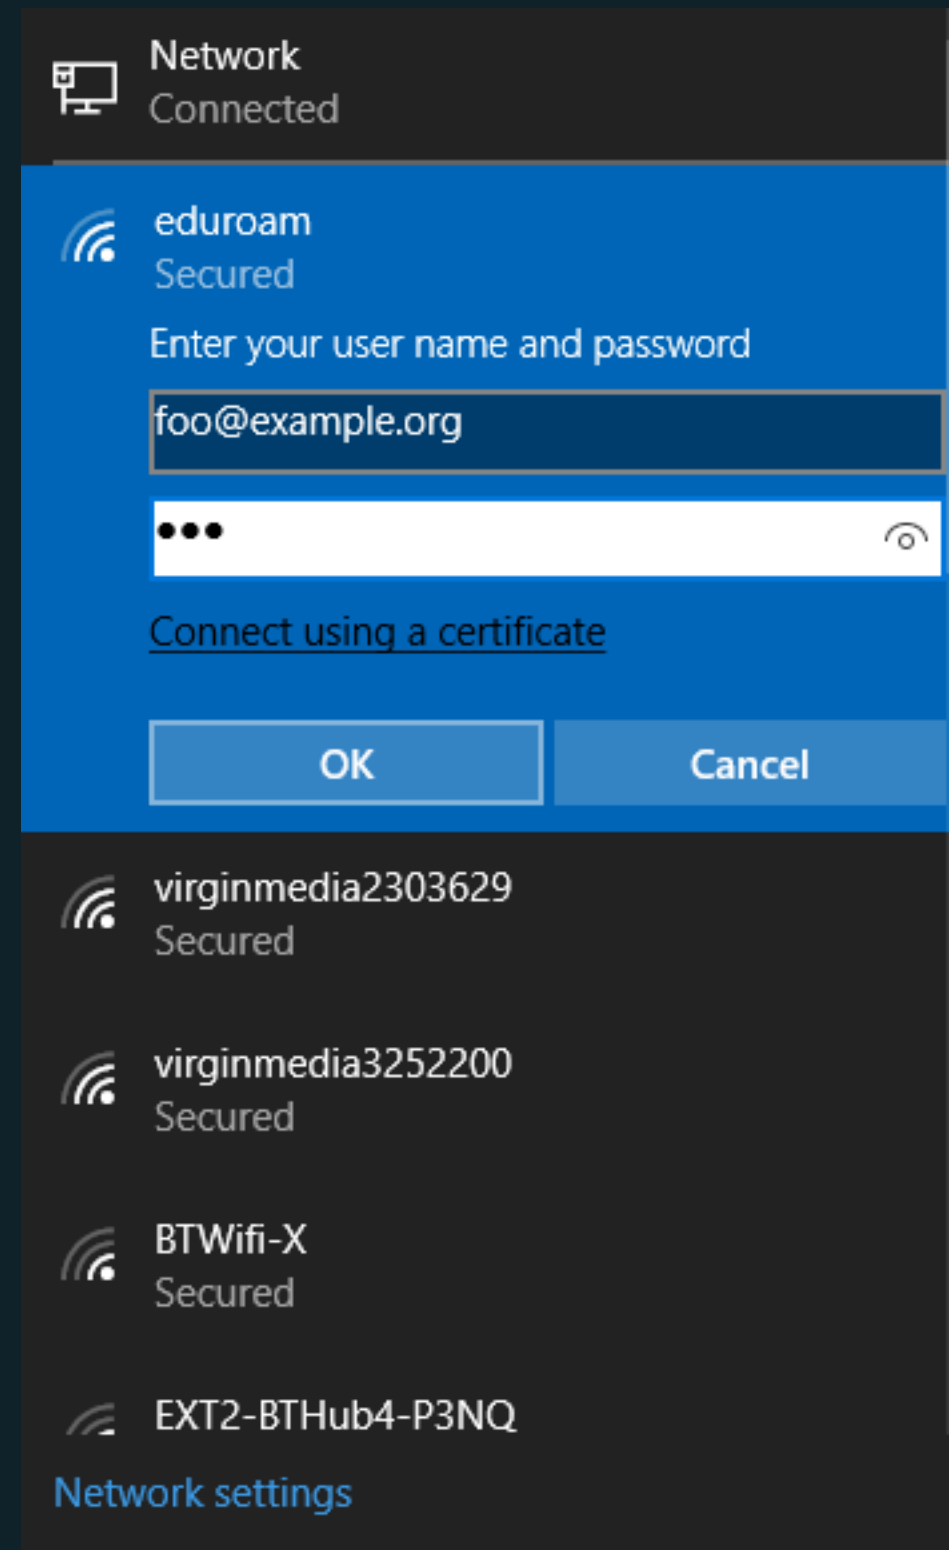 Network
Connected
eduroam
Secured
Enter your user name and password
foo@example.org
•••
Connect using a certificate
OK
Cancel
virginmedia2303629
Secured
virginmedia3252200
Secured
BTWifi-X
Secured
EXT2-BTHub4-P3NQ
Network settings